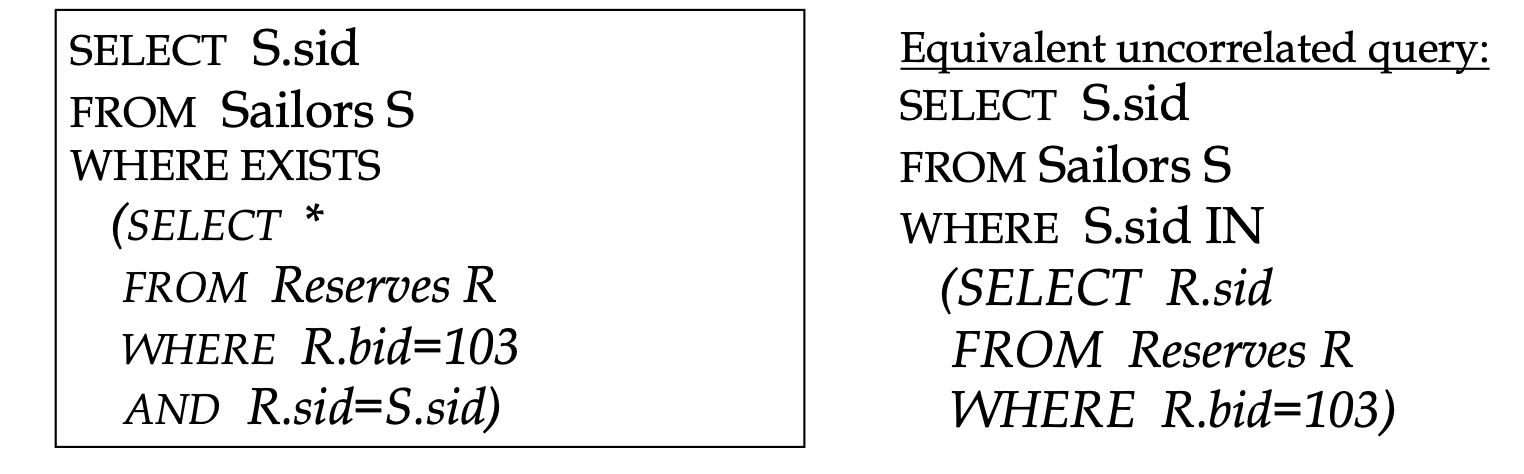 SELECT S.sid
FROM Sailors S
WHERE EXISTS
(SELECT *
FROM Reserves R
WHERE R.bid=103
AND R.sid=S.sid)
Equivalent uncorrelated query:
SELECT S.sid
FROM Sailors S
WHERE S.sid IN
(SELECT R.sid
FROM Reserves R
WHERE R.bid=103)